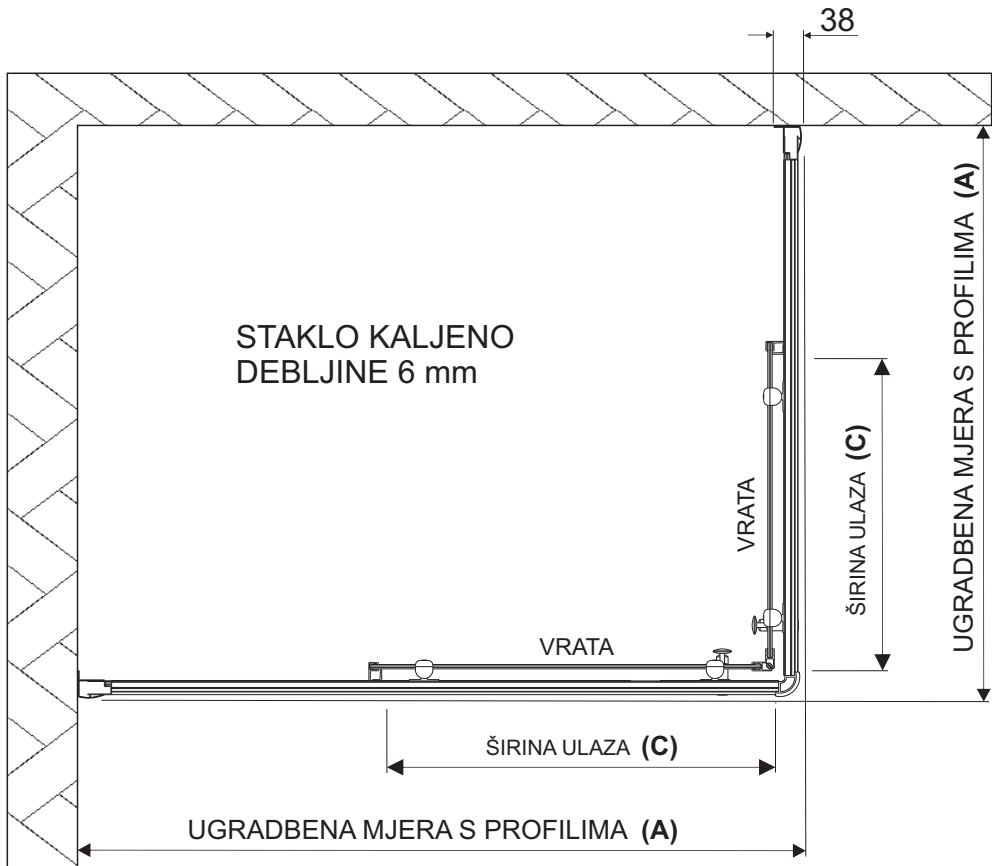 38
UGRADBENA MJERA S PROFILIMA (A)
STAKLO KALJENO
DEBLJINE 6 mm
ŠIRINA ULAZA (C)
VRATA
VRATA
ŠIRINA ULAZA (C)
UGRADBENA MJERA S PROFILIMA (A)